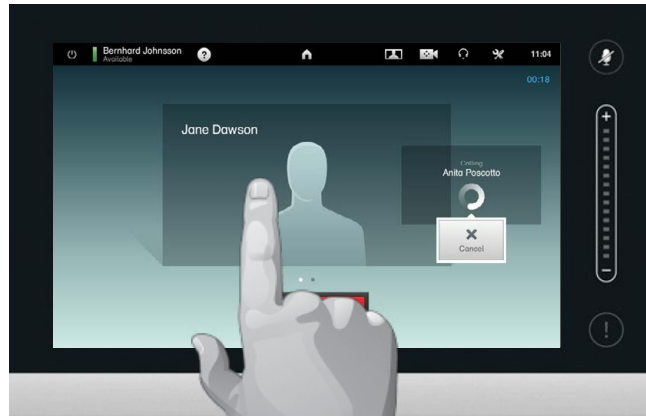 Bernhard Johnsson
Available
?
11:04
00:18
Jane Dawson
Calling
Anita Poscotto
Cancel
+
-
!